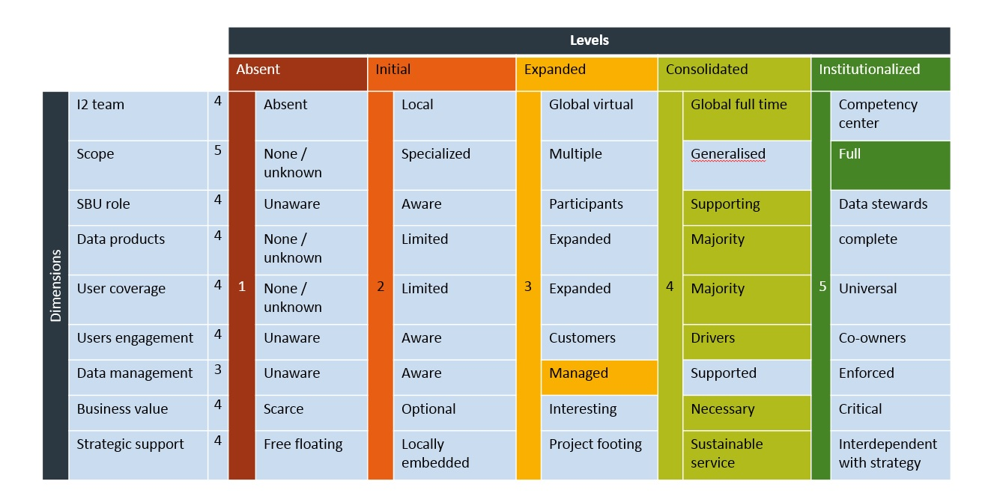 Levels
Absent Initial Expanded Consolidated Institutionalized
Dimensions
I2 team 4 Absent Local Global virtual Global full time Competency
center
Scope 5 None / Specialized Multiple Generalised Full
unknown
SBU role 4 Unaware Aware Participants Supporting Data stewards
Data products 4 None / Limited Expanded Majority complete
unknown
User coverage 4 1 None / 2 Limited 3 Expanded 4 Majority 5 Universal
unknown
Users engagement 4 Unaware Aware Customers Drivers Co-owners
Data management 3 Unaware Aware Managed Supported Enforced
Business value 4 Scarce Optional Interesting Necessary Critical
Strategic support 4 Free floating Locally Project footing Sustainable Interdependent
embedded service with strategy